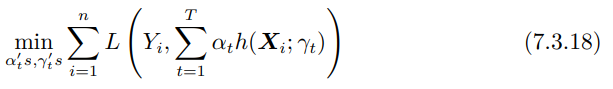 min_{α′_t s,γ′_t s} ∑_{i=1}^{n} L ( Y_i, ∑_{t=1}^{T} α_t h(X_i; γ_t) ) (7.3.18)